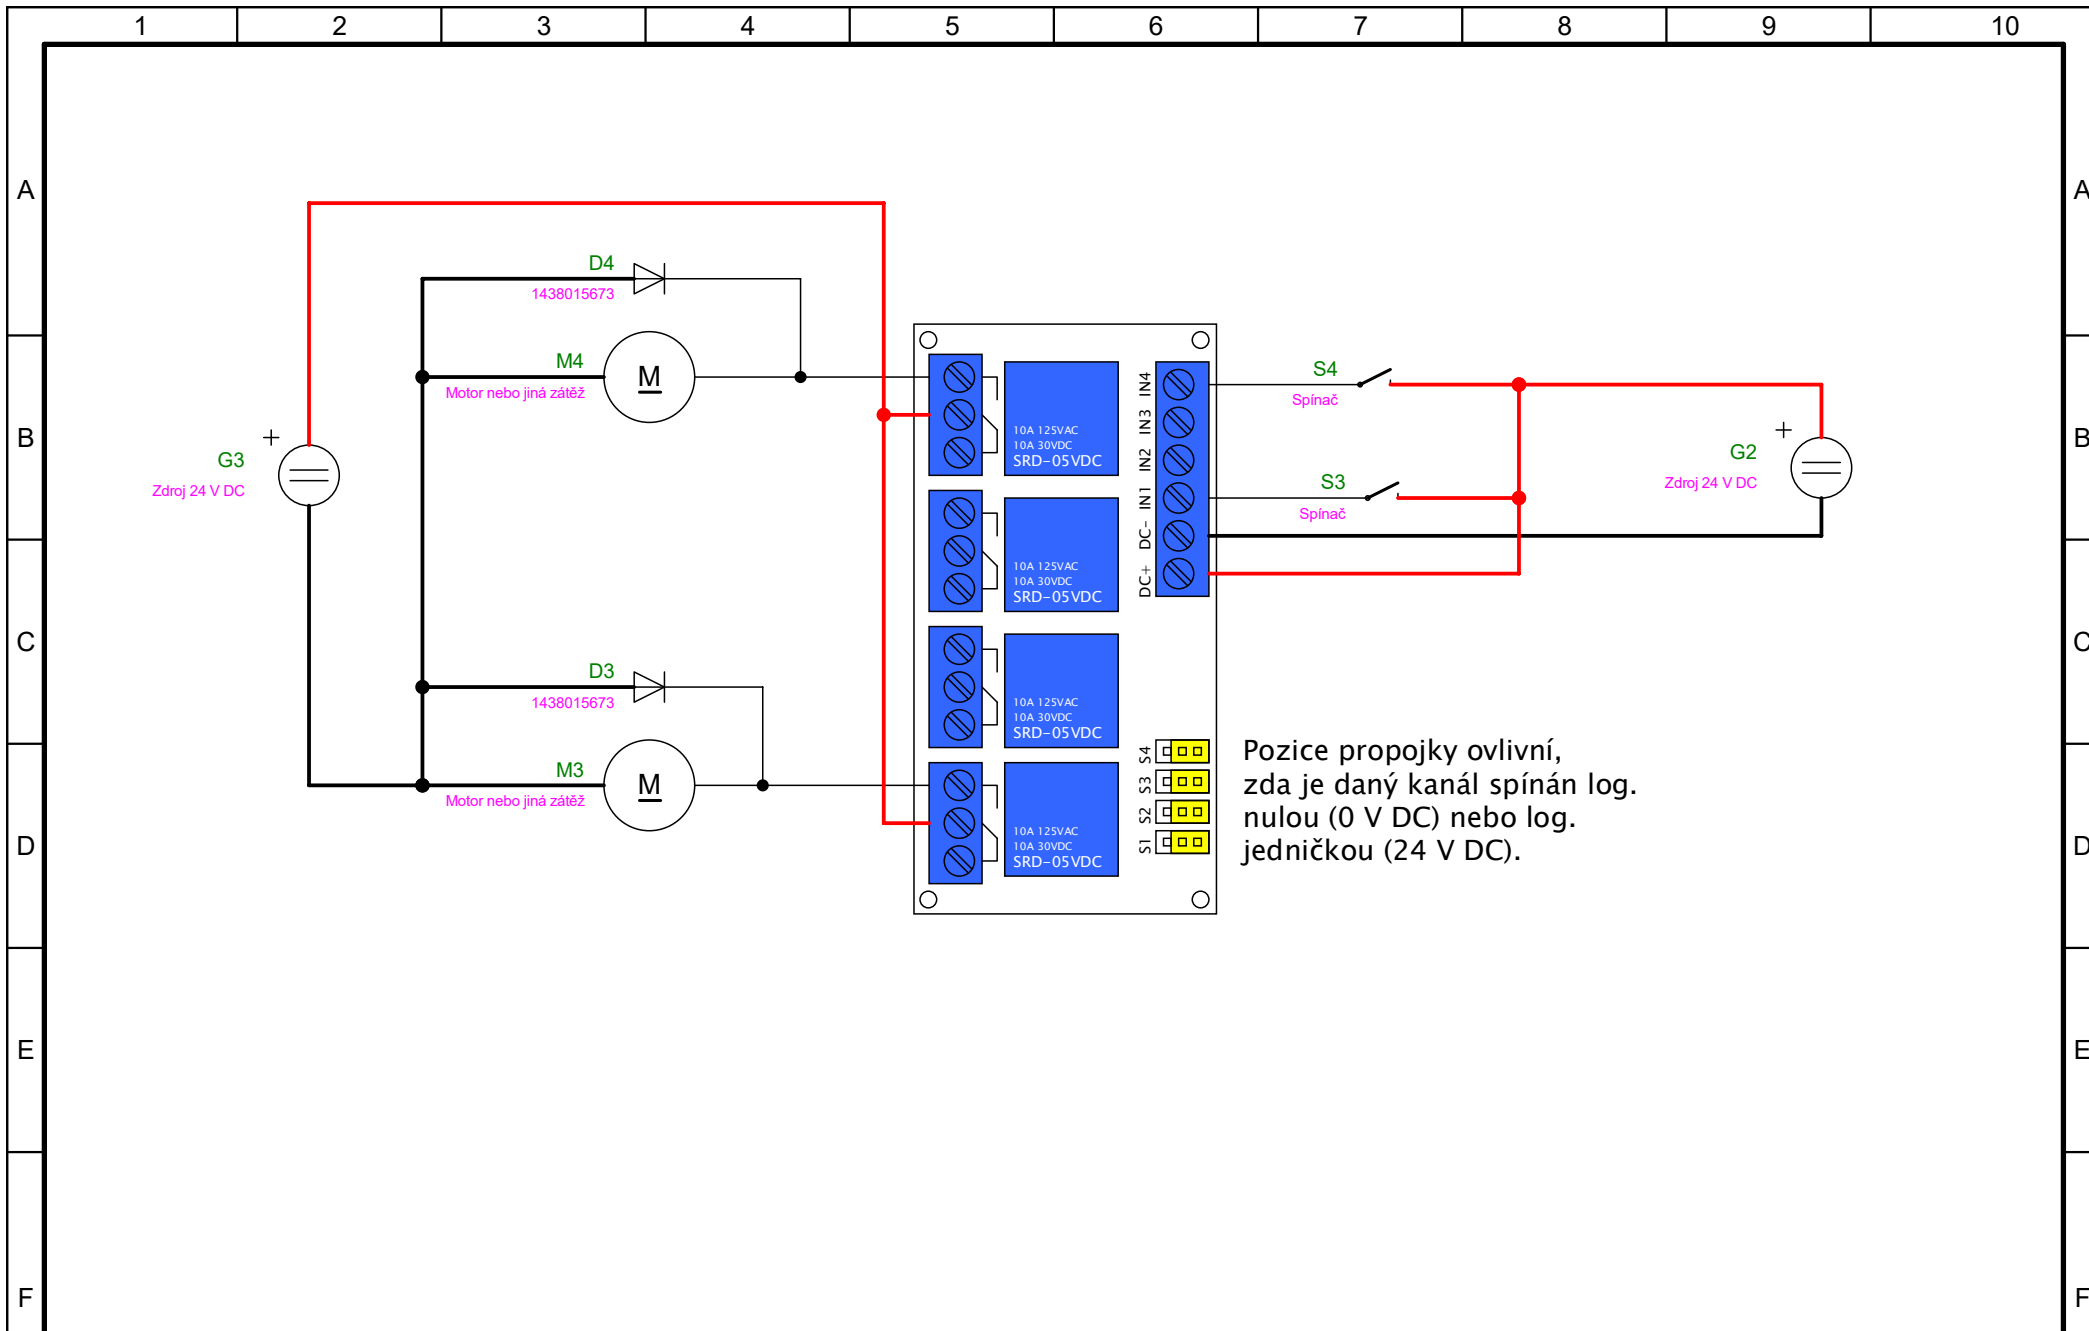 1 2 3 4 5 6 7 8 9 10
A A
D4
1438015673
M4
Motor nebo jiná zátěž
M
B B
+
G3
Zdroj 24 V DC
10A 125VAC
10A 30VDC
SRD-05VDC
IN4
IN3
IN2
IN1
DC-
DC+
S4
Spínač
S3
Spínač
+
G2
Zdroj 24 V DC
10A 125VAC
10A 30VDC
SRD-05VDC
C C
D3
1438015673
10A 125VAC
10A 30VDC
SRD-05VDC
M3
Motor nebo jiná zátěž
M
D D
10A 125VAC
10A 30VDC
SRD-05VDC
S4
S3
S2
S1
Pozice propojky ovlivní,
zda je daný kanál spínán log.
nulou (0 V DC) nebo log.
jedničkou (24 V DC).
E E
F F